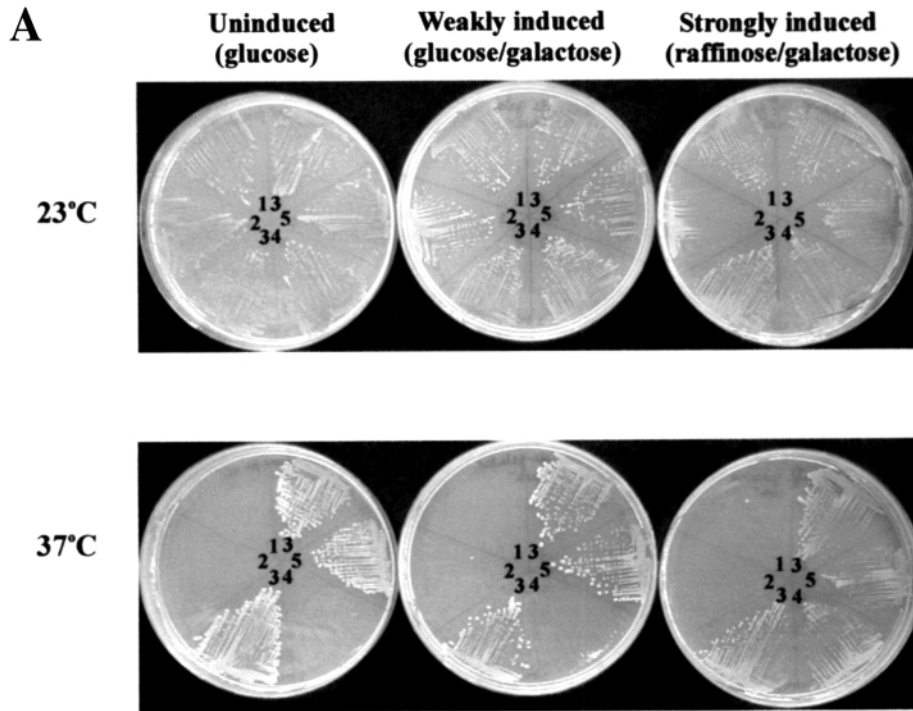 A
Uninduced
(glucose)
Weakly induced
(glucose/galactose)
Strongly induced
(raffinose/galactose)
23°C
1 3
2 5
3 4
1 3
2 5
3 4
1 3
2 5
3 4
37°C
1 3
2 5
3 4
1 3
2 5
3 4
1 3
2 5
3 4